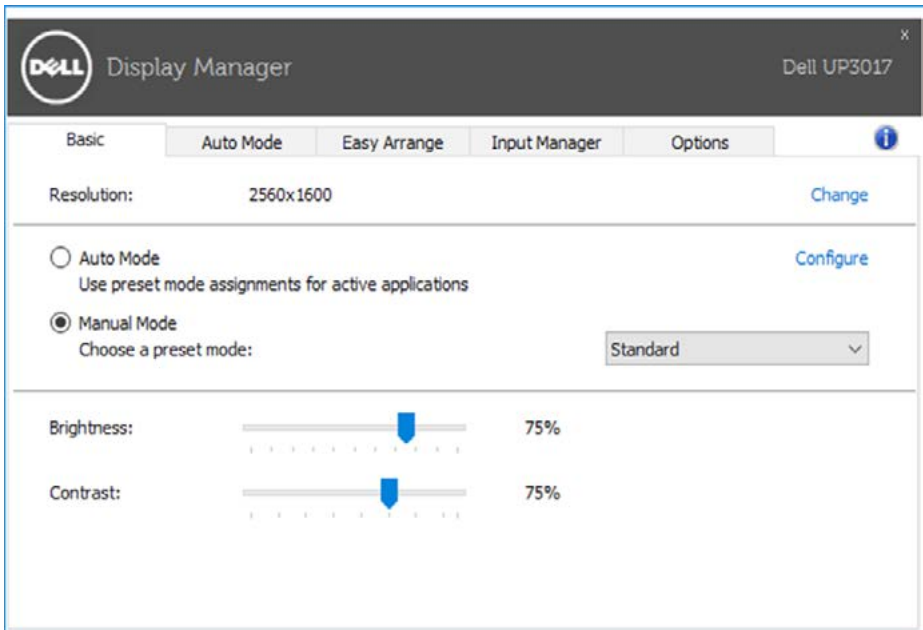 x
DELL Display Manager Dell UP3017
Basic Auto Mode Easy Arrange Input Manager Options i
Resolution: 2560x1600 Change
Auto Mode Configure
Use preset mode assignments for active applications
Manual Mode
Choose a preset mode: Standard
Brightness: 75%
Contrast: 75%